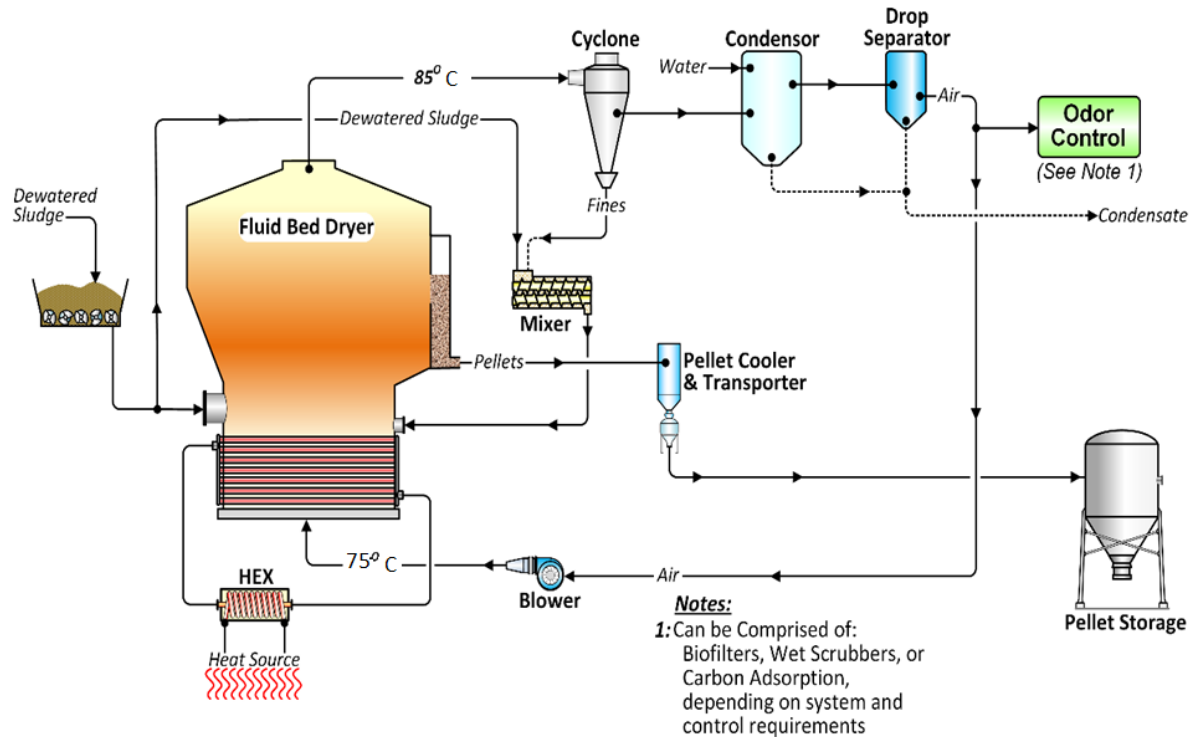 Drop
Separator
Cyclone
Condensor
Water
85⁰ C
Dewatered Sludge
Air
Odor
Control
(See Note 1)
Dewatered
Sludge
Fines
Condensate
Fluid Bed Dryer
Mixer
Pellets
Pellet Cooler
& Transporter
75⁰ C
HEX
Blower
Air
Heat Source
Pellet Storage
Notes:
1: Can be Comprised of:
Biofilters, Wet Scrubbers, or
Carbon Adsorption,
depending on system and
control requirements